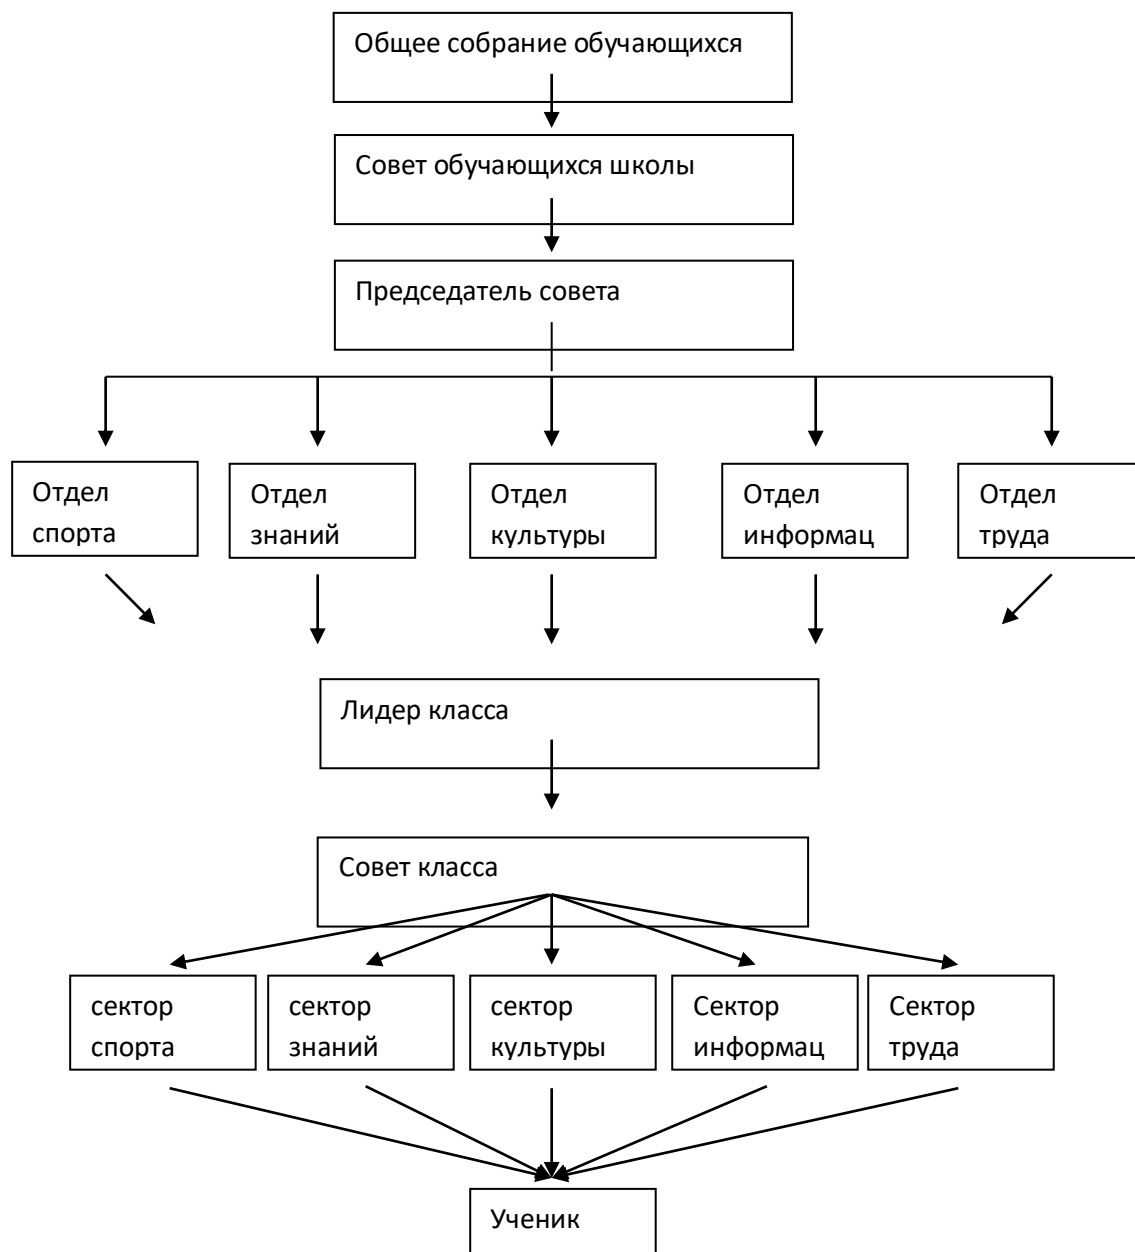 Общее собрание обучающихся
Совет обучающихся школы
Председатель совета
Отдел
спорта
Отдел
знаний
Отдел
культуры
Отдел
информац
Отдел
труда
Лидер класса
Совет класса
сектор
спорта
сектор
знаний
сектор
культуры
Сектор
информац
Сектор
труда
Ученик